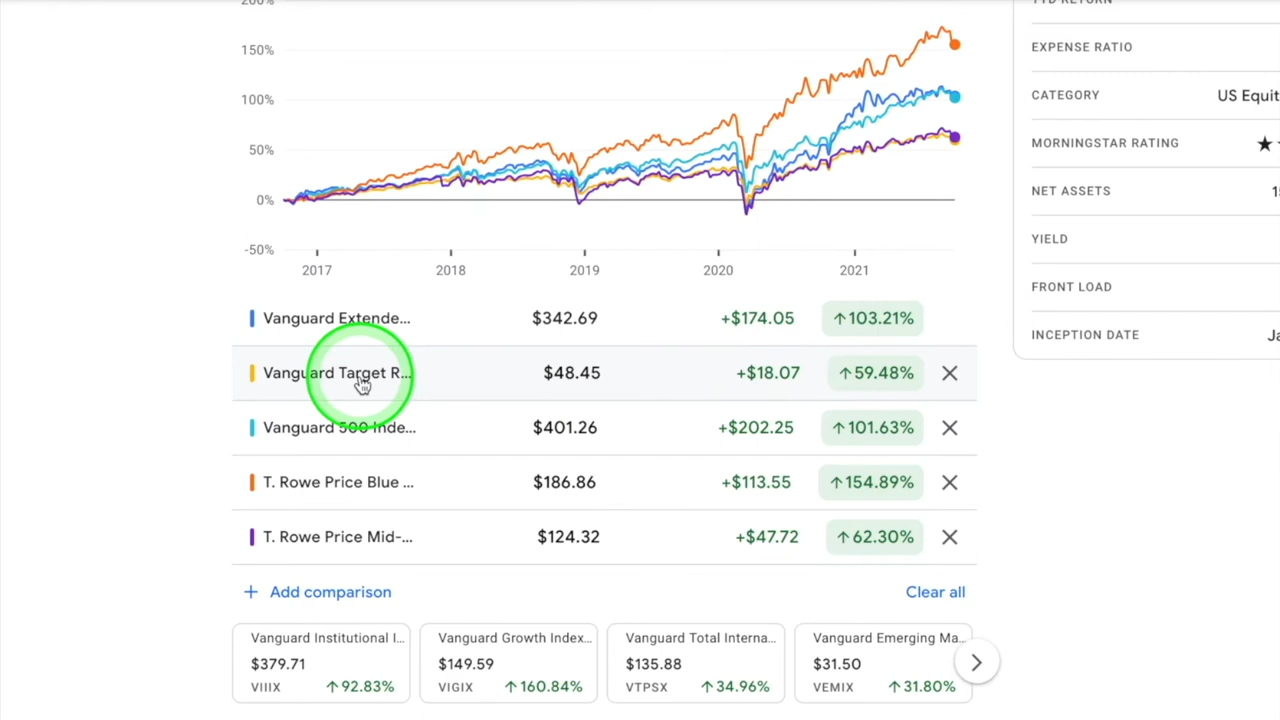 200%
150%
100%
50%
0%
-50%
2017 2018 2019 2020 2021
Vanguard Extende... $342.69 +$174.05 ↑103.21%
Vanguard Target R... $48.45 +$18.07 ↑59.48%
Vanguard 500 Inde... $401.26 +$202.25 ↑101.63%
T. Rowe Price Blue ... $186.86 +$113.55 ↑154.89%
T. Rowe Price Mid-... $124.32 +$47.72 ↑62.30%
+ Add comparison Clear all
Vanguard Institutional I...
$379.71
VIIIX ↑92.83%
Vanguard Growth Index...
$149.59
VIGIX ↑160.84%
Vanguard Total Interna...
$135.88
VTPSX ↑34.96%
Vanguard Emerging Ma...
$31.50
VEMIX ↑31.80%
YTD RETURN
EXPENSE RATIO
CATEGORY US Equit
MORNINGSTAR RATING ★
NET ASSETS
YIELD
FRONT LOAD
INCEPTION DATE Ja